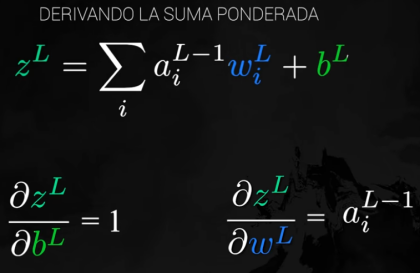 DERIVANDO LA SUMA PONDERADA
z^L = ∑_i a_i^{L-1} w_i^L + b^L
∂z^L/∂b^L = 1    ∂z^L/∂w^L = a_i^{L-1}